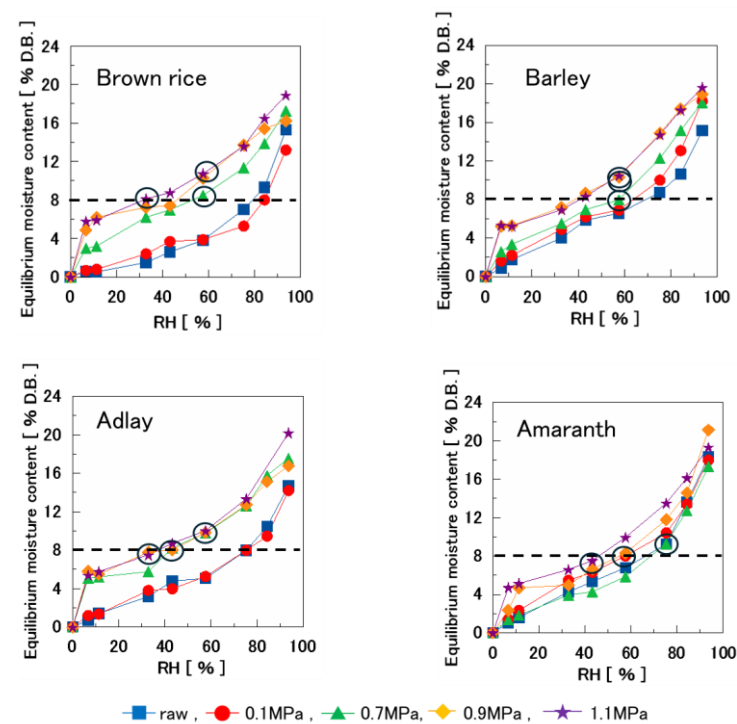 Brown rice
Equilibrium moisture content [ % D.B. ]
24
20
16
12
8
4
0
0 20 40 60 80 100
RH [ % ]
Barley
Equilibrium moisture content [ % D.B. ]
24
20
16
12
8
4
0
0 20 40 60 80 100
RH [ % ]
Adlay
Equilibrium moisture content [ % D.B. ]
24
20
16
12
8
4
0
0 20 40 60 80 100
RH [ % ]
Amaranth
Equilibrium moisture content [ % D.B. ]
24
20
16
12
8
4
0
0 20 40 60 80 100
RH [ % ]
raw , 0.1MPa , 0.7MPa, 0.9MPa , 1.1MPa